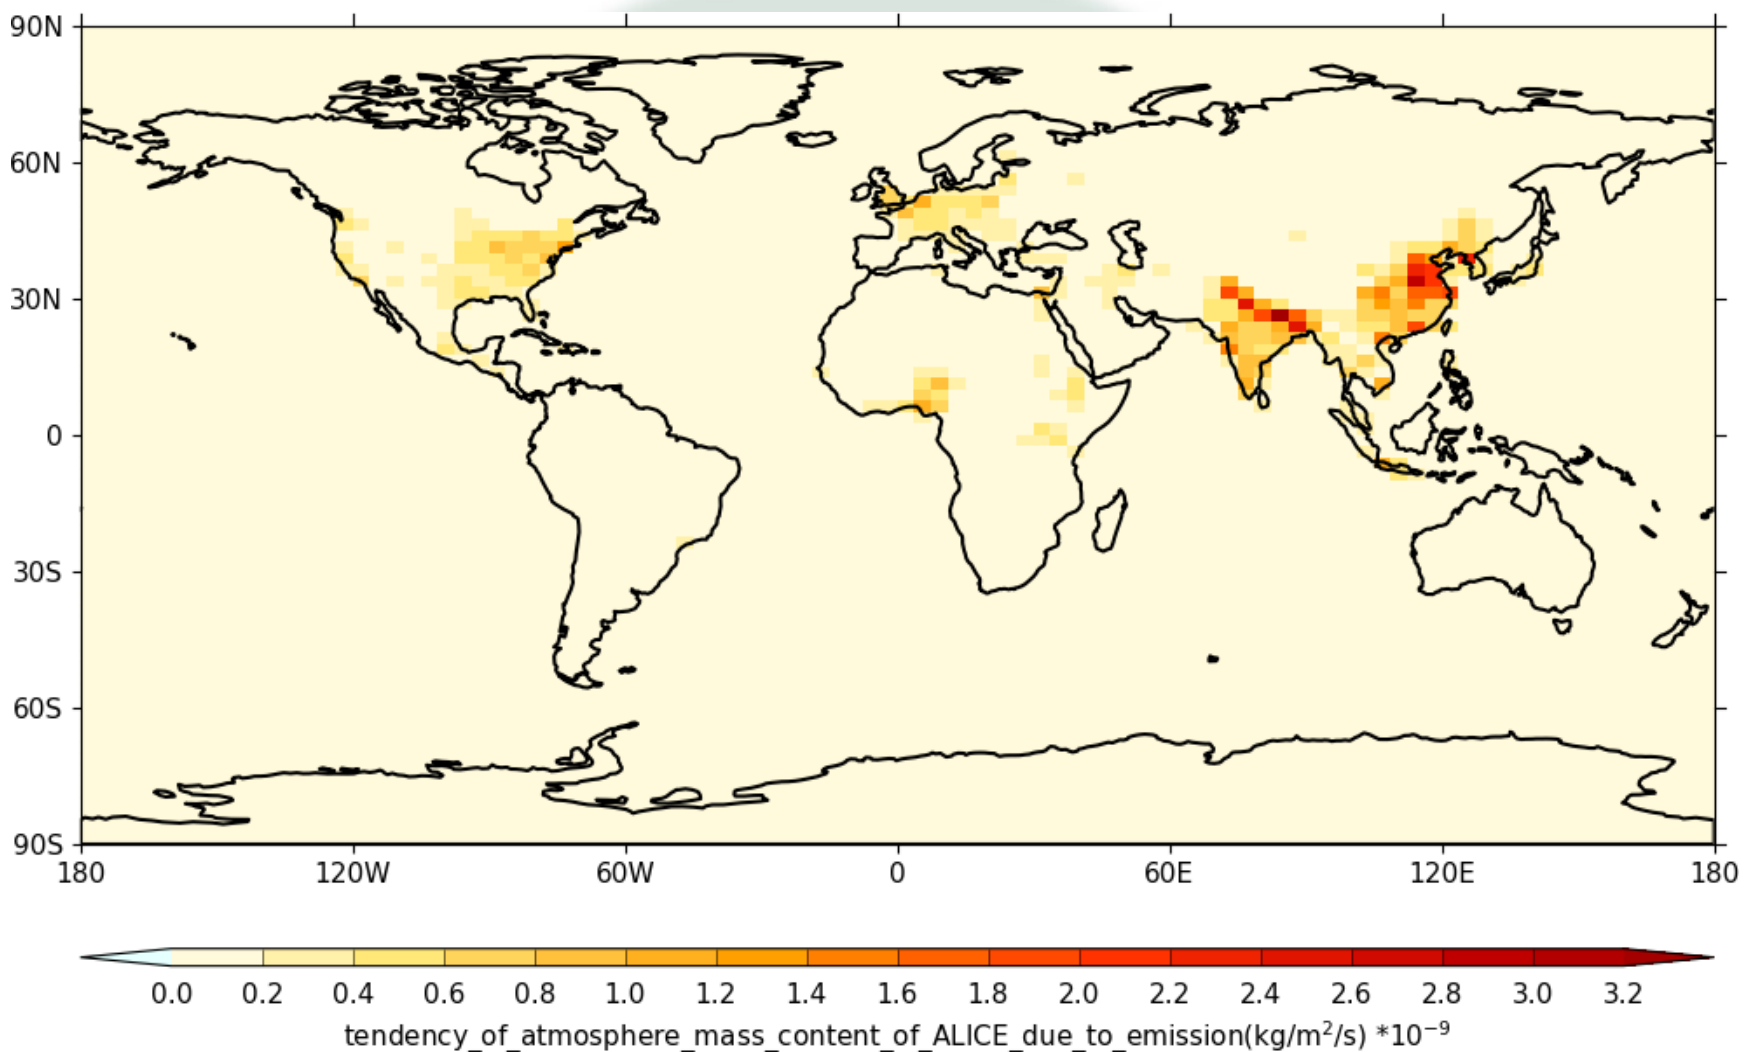 90N
60N
30N
0
30S
60S
90S
180 120W 60W 0 60E 120E 180
0.0 0.2 0.4 0.6 0.8 1.0 1.2 1.4 1.6 1.8 2.0 2.2 2.4 2.6 2.8 3.0 3.2
tendency_of_atmosphere_mass_content_of_ALICE_due_to_emission(kg/m²/s) *10⁻⁹